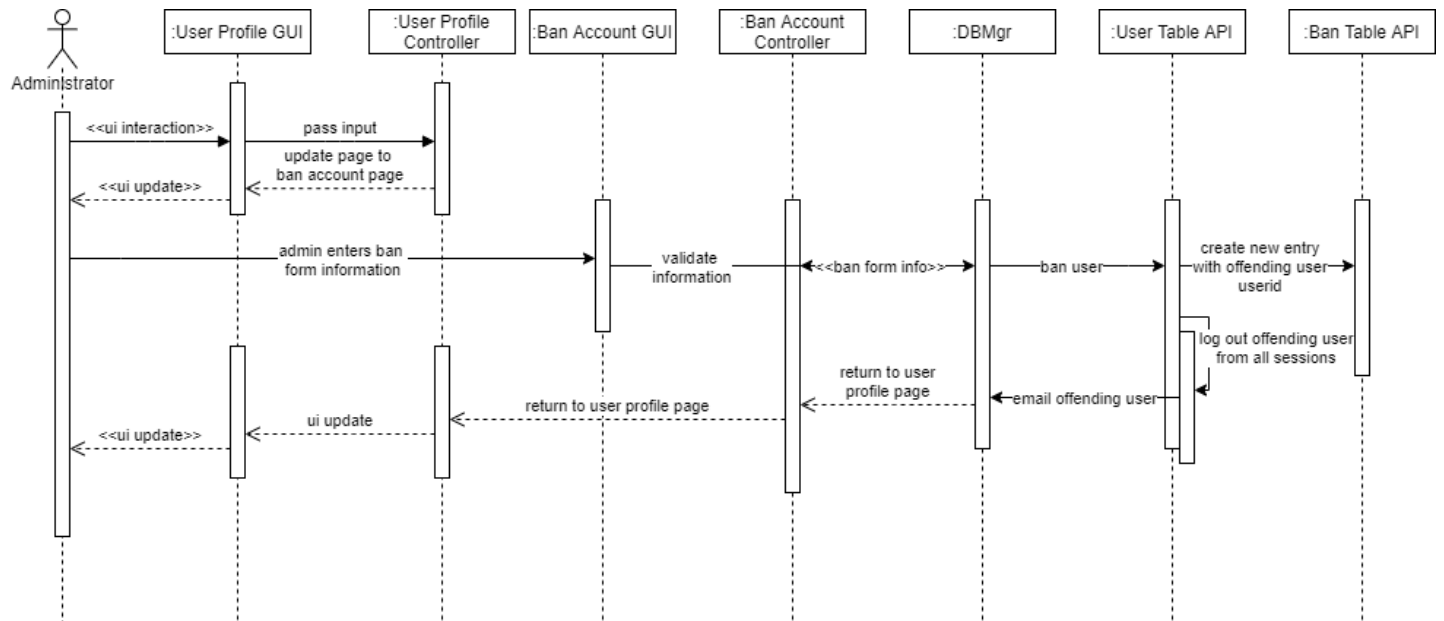 :User Profile GUI
:User Profile
Controller
:Ban Account GUI
:Ban Account
Controller
:DBMgr
:User Table API
:Ban Table API
Administrator
<<ui interaction>>
pass input
update page to
ban account page
<<ui update>>
admin enters ban
form information
validate
information
<<ban form info>>
ban user
create new entry
with offending user
userid
log out offending user
from all sessions
return to user
profile page
email offending user
return to user profile page
ui update
<<ui update>>